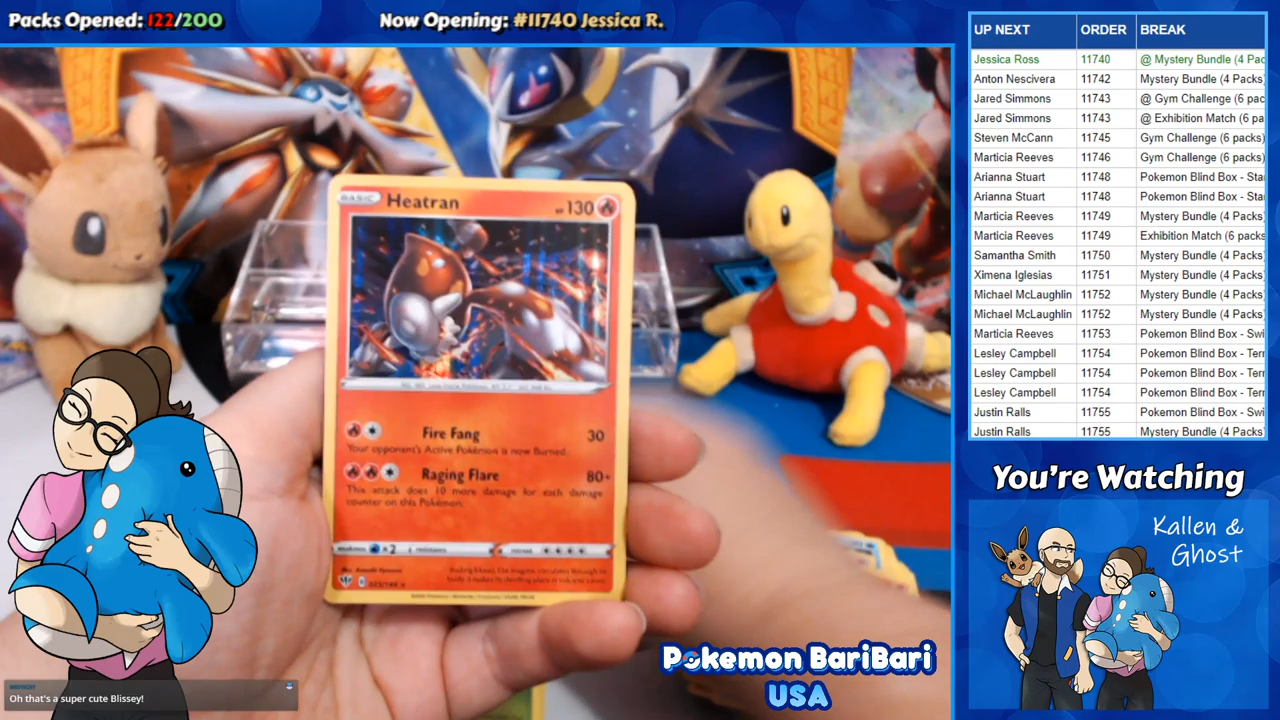 Packs Opened: 122/200
Now Opening: #11740 Jessica R.
UP NEXT ORDER BREAK
Jessica Ross 11740 @ Mystery Bundle (4 Pac
Anton Nescivera 11742 Mystery Bundle (4 Packs)
Jared Simmons 11743 @ Gym Challenge (6 pac
Jared Simmons 11743 @ Exhibition Match (6 pa
Steven McCann 11745 Gym Challenge (6 packs)
Marticia Reeves 11746 Gym Challenge (6 packs)
Arianna Stuart 11748 Pokemon Blind Box - Sta
Arianna Stuart 11748 Pokemon Blind Box - Sta
Marticia Reeves 11749 Mystery Bundle (4 Packs)
Marticia Reeves 11749 Exhibition Match (6 packs
Samantha Smith 11750 Mystery Bundle (4 Packs)
Ximena Iglesias 11751 Mystery Bundle (4 Packs)
Michael McLaughlin 11752 Mystery Bundle (4 Packs)
Michael McLaughlin 11752 Mystery Bundle (4 Packs)
Marticia Reeves 11753 Pokemon Blind Box - Swi
Lesley Campbell 11754 Pokemon Blind Box - Terr
Lesley Campbell 11754 Pokemon Blind Box - Terr
Lesley Campbell 11754 Pokemon Blind Box - Terr
Justin Ralls 11755 Pokemon Blind Box - Swi
Justin Ralls 11755 Mystery Bundle (4 Packs)
BASIC Heatran HP 130
Fire Fang 30
Your opponent's Active Pokémon is now Burned.
Raging Flare 80+
This attack does 10 more damage for each damage
counter on this Pokémon.
weakness ×2 resistance retreat
You're Watching
Kallen &
Ghost
Pokemon BariBari
USA
Oh that's a super cute Blissey!